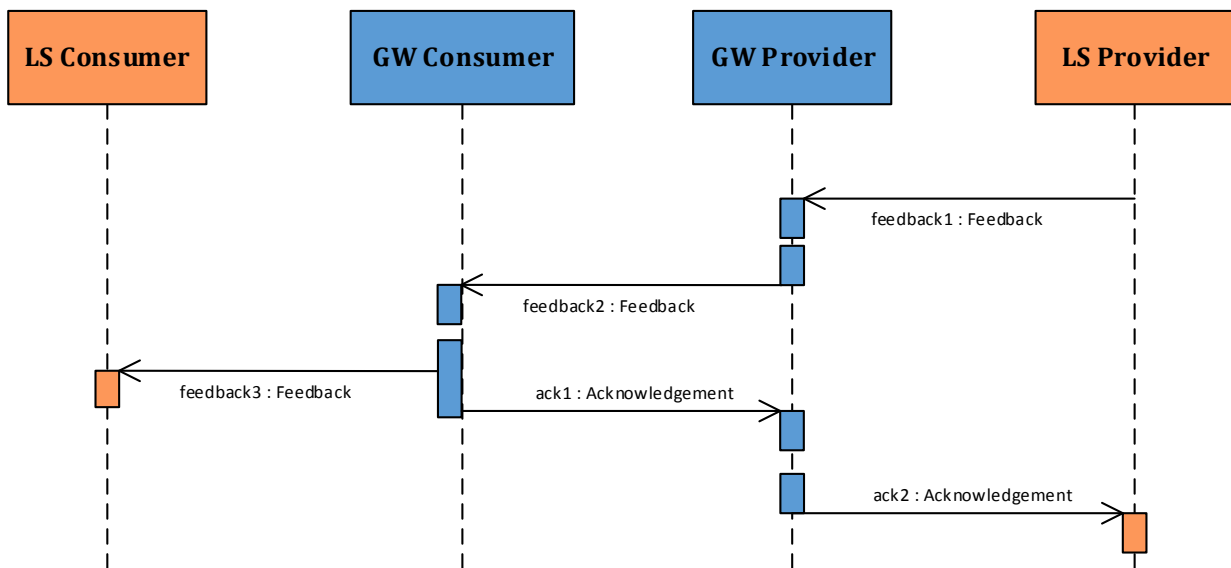 LS Consumer
GW Consumer
GW Provider
LS Provider
feedback1 : Feedback
feedback2 : Feedback
feedback3 : Feedback
ack1 : Acknowledgement
ack2 : Acknowledgement